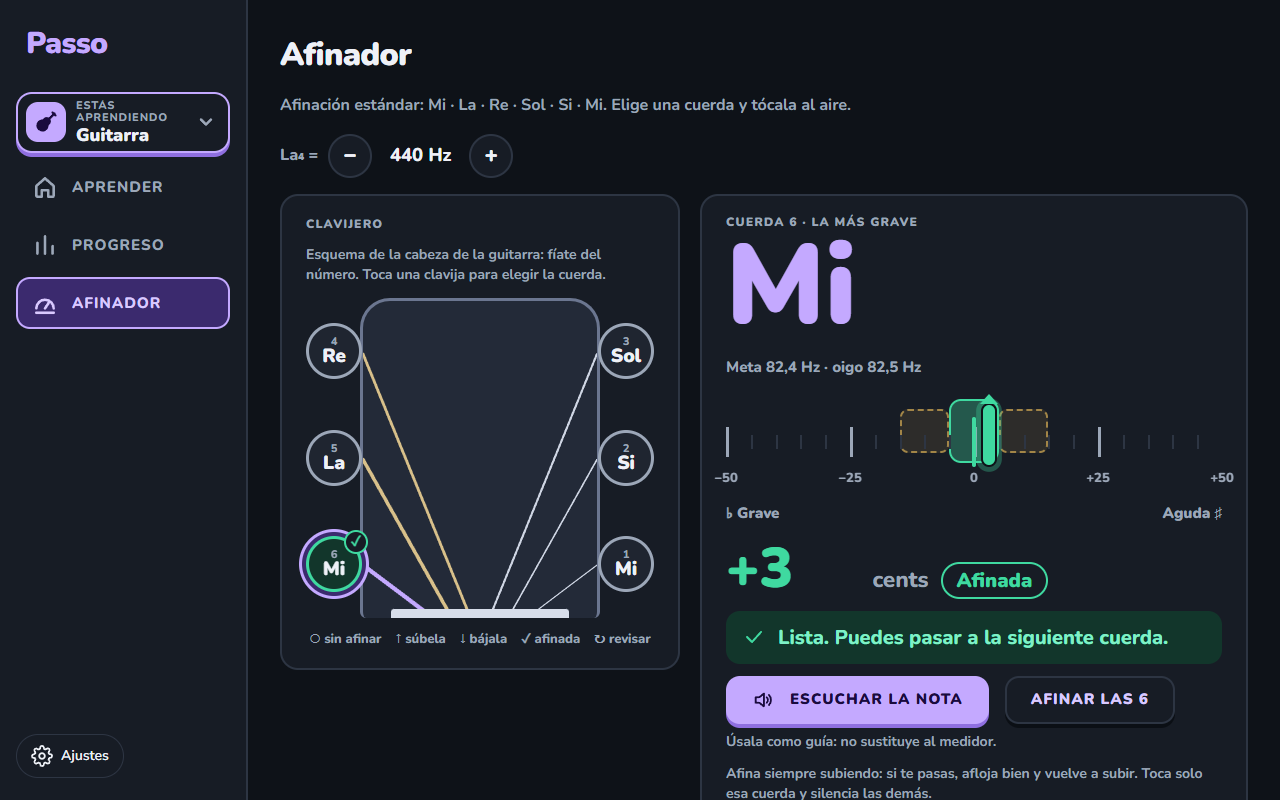 Passo
ESTÁS
APRENDIENDO
Guitarra
APRENDER
PROGRESO
AFINADOR
Ajustes
Afinador
Afinación estándar: Mi · La · Re · Sol · Si · Mi. Elige una cuerda y tócala al aire.
La₄ = − 440 Hz +
CLAVIJERO
Esquema de la cabeza de la guitarra: fíate del
número. Toca una clavija para elegir la cuerda.
4
Re
3
Sol
5
La
2
Si
6
Mi
✓
1
Mi
○ sin afinar ↑ súbela ↓ bájala ✓ afinada ↻ revisar
CUERDA 6 · LA MÁS GRAVE
Mi
Meta 82,4 Hz · oigo 82,5 Hz
−50 −25 0 +25 +50
♭ Grave Aguda ♯
+3 cents Afinada
✓ Lista. Puedes pasar a la siguiente cuerda.
ESCUCHAR LA NOTA AFINAR LAS 6
Úsala como guía: no sustituye al medidor.
Afina siempre subiendo: si te pasas, afloja bien y vuelve a subir. Toca solo
esa cuerda y silencia las demás.